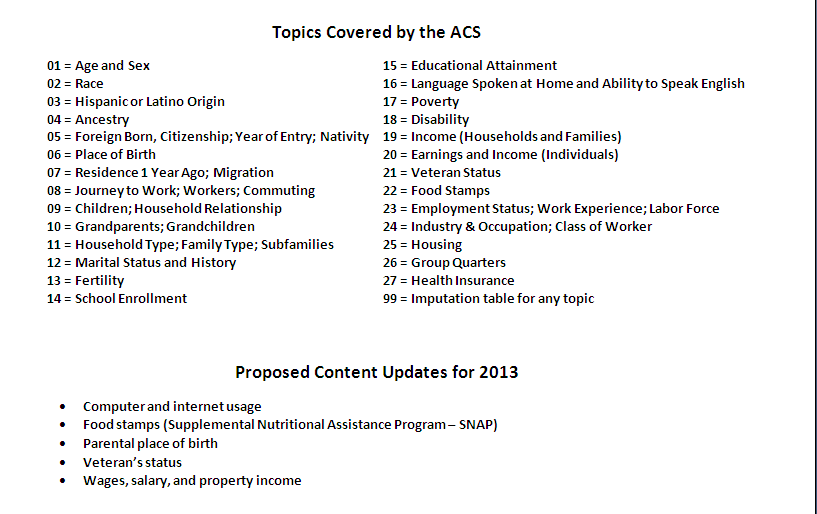 Topics Covered by the ACS
01 = Age and Sex
02 = Race
03 = Hispanic or Latino Origin
04 = Ancestry
05 = Foreign Born, Citizenship; Year of Entry; Nativity
06 = Place of Birth
07 = Residence 1 Year Ago; Migration
08 = Journey to Work; Workers; Commuting
09 = Children; Household Relationship
10 = Grandparents; Grandchildren
11 = Household Type; Family Type; Subfamilies
12 = Marital Status and History
13 = Fertility
14 = School Enrollment
15 = Educational Attainment
16 = Language Spoken at Home and Ability to Speak English
17 = Poverty
18 = Disability
19 = Income (Households and Families)
20 = Earnings and Income (Individuals)
21 = Veteran Status
22 = Food Stamps
23 = Employment Status; Work Experience; Labor Force
24 = Industry & Occupation; Class of Worker
25 = Housing
26 = Group Quarters
27 = Health Insurance
99 = Imputation table for any topic
Proposed Content Updates for 2013
• Computer and internet usage
• Food stamps (Supplemental Nutritional Assistance Program – SNAP)
• Parental place of birth
• Veteran's status
• Wages, salary, and property income